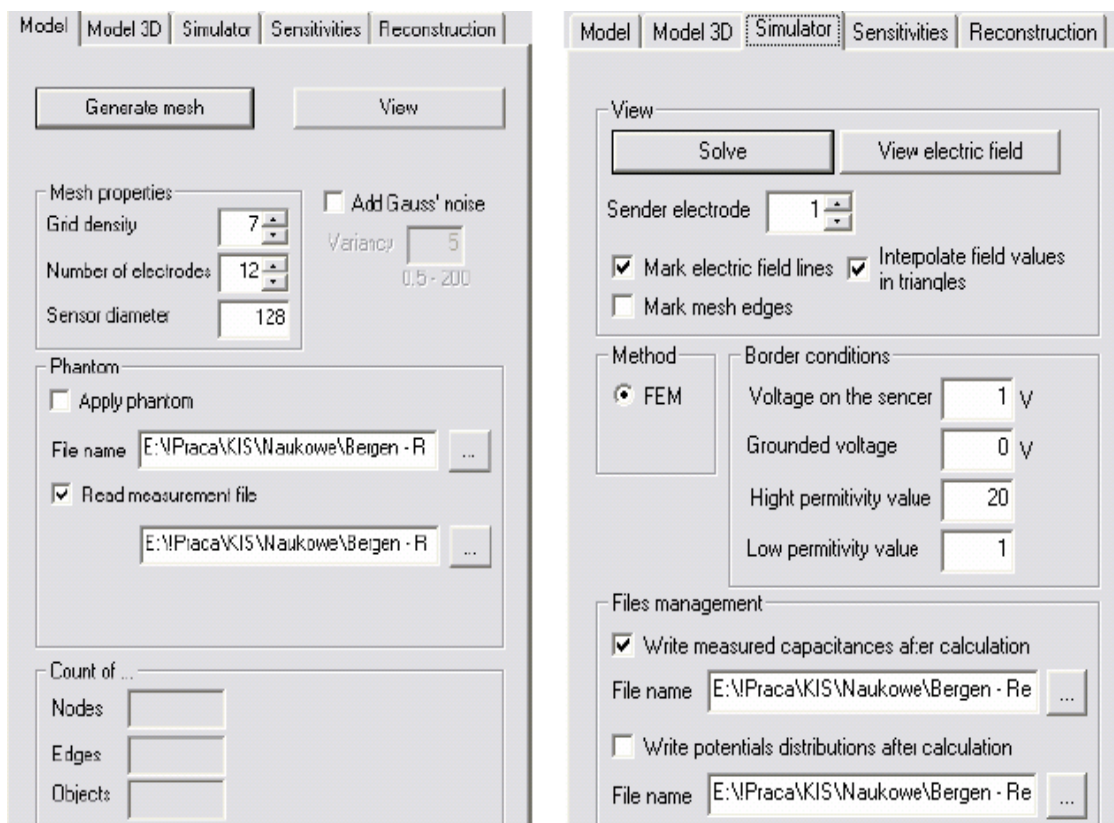 Model Model 3D Simulator Sensitivities Reconstruction
Generate mesh View
Mesh properties
Grid density 7
Number of electrodes 12
Sensor diameter 128
Add Gauss' noise
Variancy 5
0.5 - 200
Phantom
Apply phantom
File name E:\!Praca\KIS\Naukowe\Bergen - R ...
Read measurement file
E:\!Praca\KIS\Naukowe\Bergen - R ...
Count of ...
Nodes
Edges
Objects
Model Model 3D Simulator Sensitivities Reconstruction
View
Solve View electric field
Sender electrode 1
Mark electric field lines
Interpolate field values
in triangles
Mark mesh edges
Method
FEM
Border conditions
Voltage on the sencer 1 V
Grounded voltage 0 V
Hight permitivity value 20
Low permitivity value 1
Files management
Write measured capacitances after calculation
File name E:\!Praca\KIS\Naukowe\Bergen - Re ...
Write potentials distributions after calculation
File name E:\!Praca\KIS\Naukowe\Bergen - Re ...